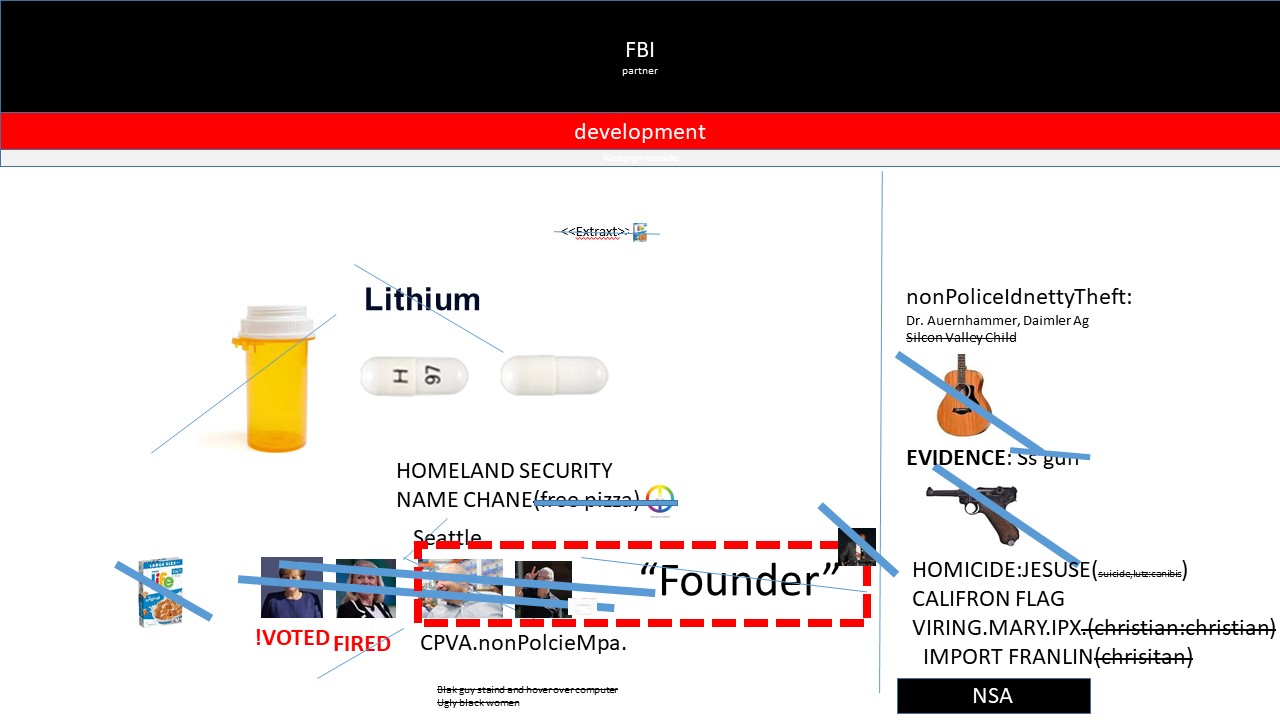 FBI
partner
development
<<Extraxt>>
Lithium
H
97
HOMELAND SECURITY
NAME CHANE(free pizza)
Seattle
life
"Founder"
!VOTED
FIRED
CPVA.nonPolcieMpa.
Blak guy staind and hover over computer
Ugly black women
nonPoliceIdnettyTheft:
Dr. Auernhammer, Daimler Ag
Silcon Valley Child
EVIDENCE: Ss gun
HOMICIDE:JESUSE(suicide,lutz:canibis)
CALIFRON FLAG
VIRING.MARY.IPX.(christian:christian)
IMPORT FRANLIN(chrisitan)
NSA